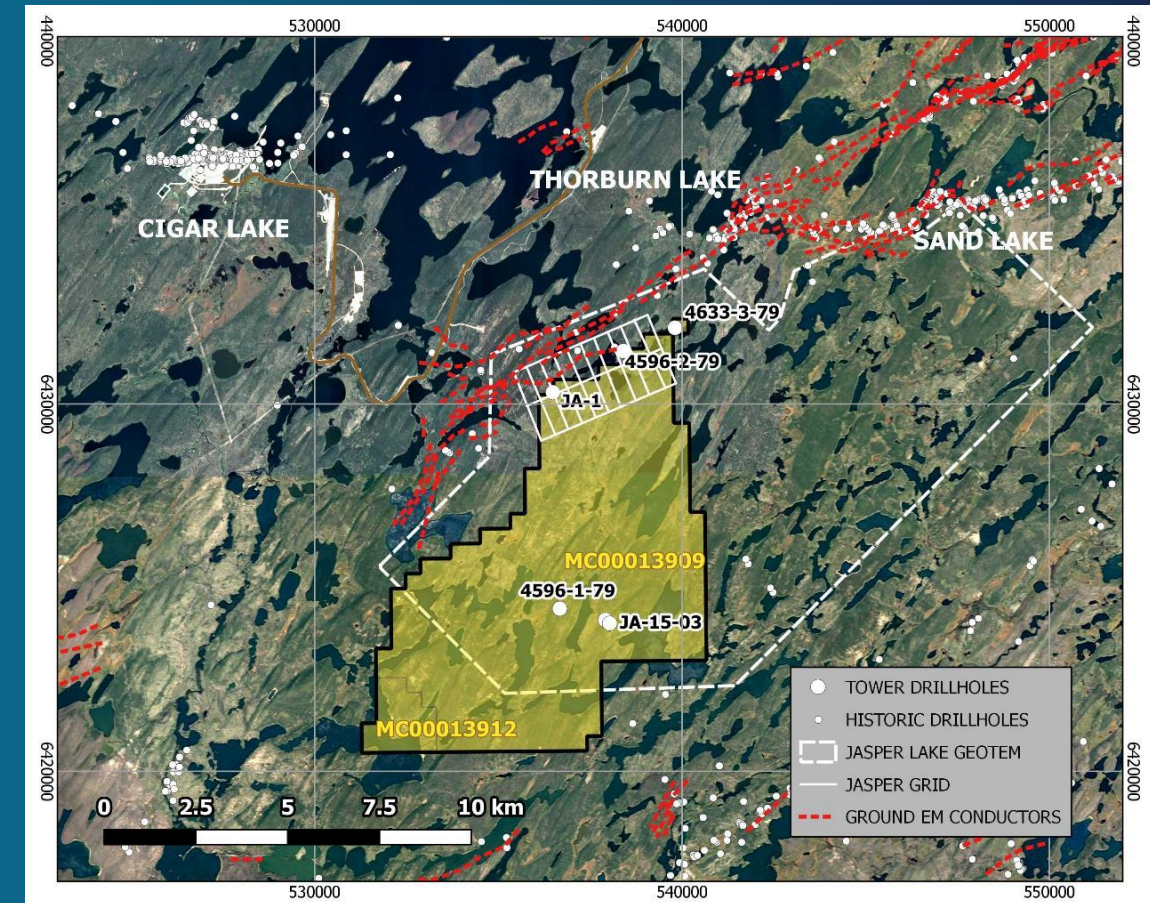 530000 540000 550000
440000 440000
THORBURN LAKE
CIGAR LAKE
SAND LAKE
4633-3-79
4596-2-79
JA-1
6430000 6430000
MC00013909
4596-1-79
JA-15-03
MC00013912
TOWER DRILLHOLES
HISTORIC DRILLHOLES
JASPER LAKE GEOTEM
JASPER GRID
GROUND EM CONDUCTORS
6420000 6420000
0 2.5 5 7.5 10 km
530000 540000 550000